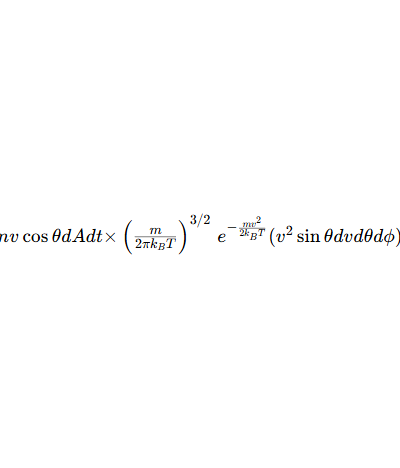 nv cos θdAdt× (m/2πk_BT)^{3/2} e^{−mv²/2k_BT}(v² sin θdvdθdϕ)